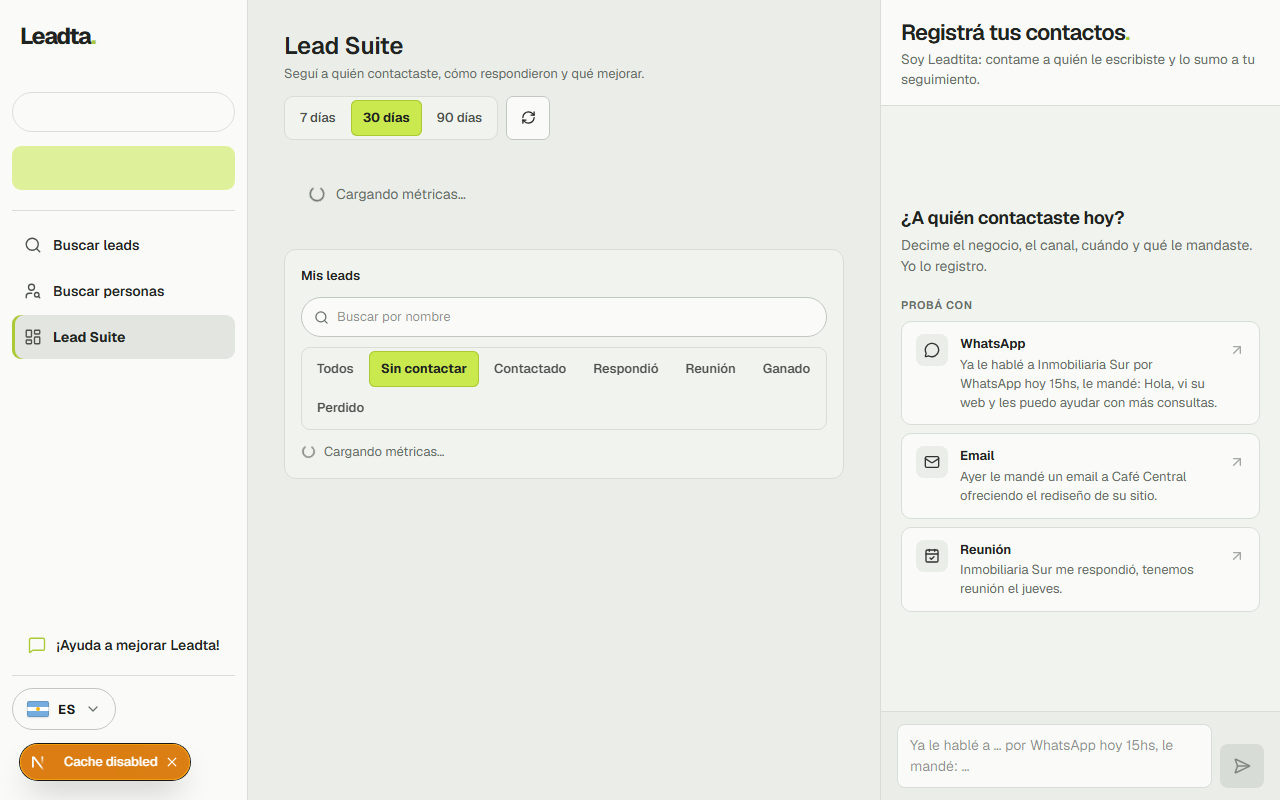 Leadta.
Buscar leads
Buscar personas
Lead Suite
¡Ayuda a mejorar Leadta!
ES
Cache disabled
Lead Suite
Seguí a quién contactaste, cómo respondieron y qué mejorar.
7 días
30 días
90 días
Cargando métricas…
Mis leads
Buscar por nombre
Todos
Sin contactar
Contactado
Respondió
Reunión
Ganado
Perdido
Cargando métricas…
Registrá tus contactos.
Soy Leadtita: contame a quién le escribiste y lo sumo a tu
seguimiento.
¿A quién contactaste hoy?
Decime el negocio, el canal, cuándo y qué le mandaste.
Yo lo registro.
PROBÁ CON
WhatsApp
Ya le hablé a Inmobiliaria Sur por
WhatsApp hoy 15hs, le mandé: Hola, vi su
web y les puedo ayudar con más consultas.
Email
Ayer le mandé un email a Café Central
ofreciendo el rediseño de su sitio.
Reunión
Inmobiliaria Sur me respondió, tenemos
reunión el jueves.
Ya le hablé a … por WhatsApp hoy 15hs, le
mandé: …